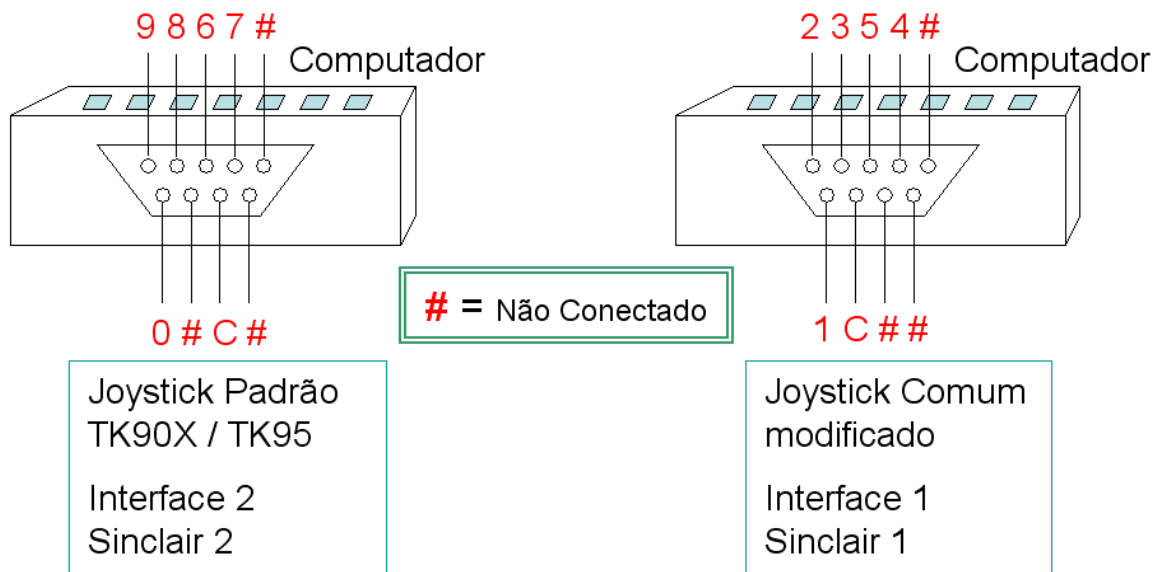 9 8 6 7 #
Computador
0 # C #
Joystick Padrão
TK90X / TK95
Interface 2
Sinclair 2
# = Não Conectado
2 3 5 4 #
Computador
1 C # #
Joystick Comum
modificado
Interface 1
Sinclair 1